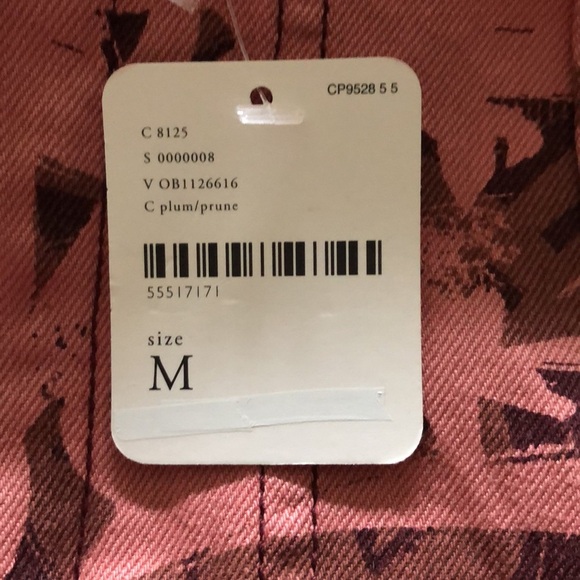 CP9528 5 5
C 8125
S 0000008
V OB1126616
C plum/prune
55517171
size
M